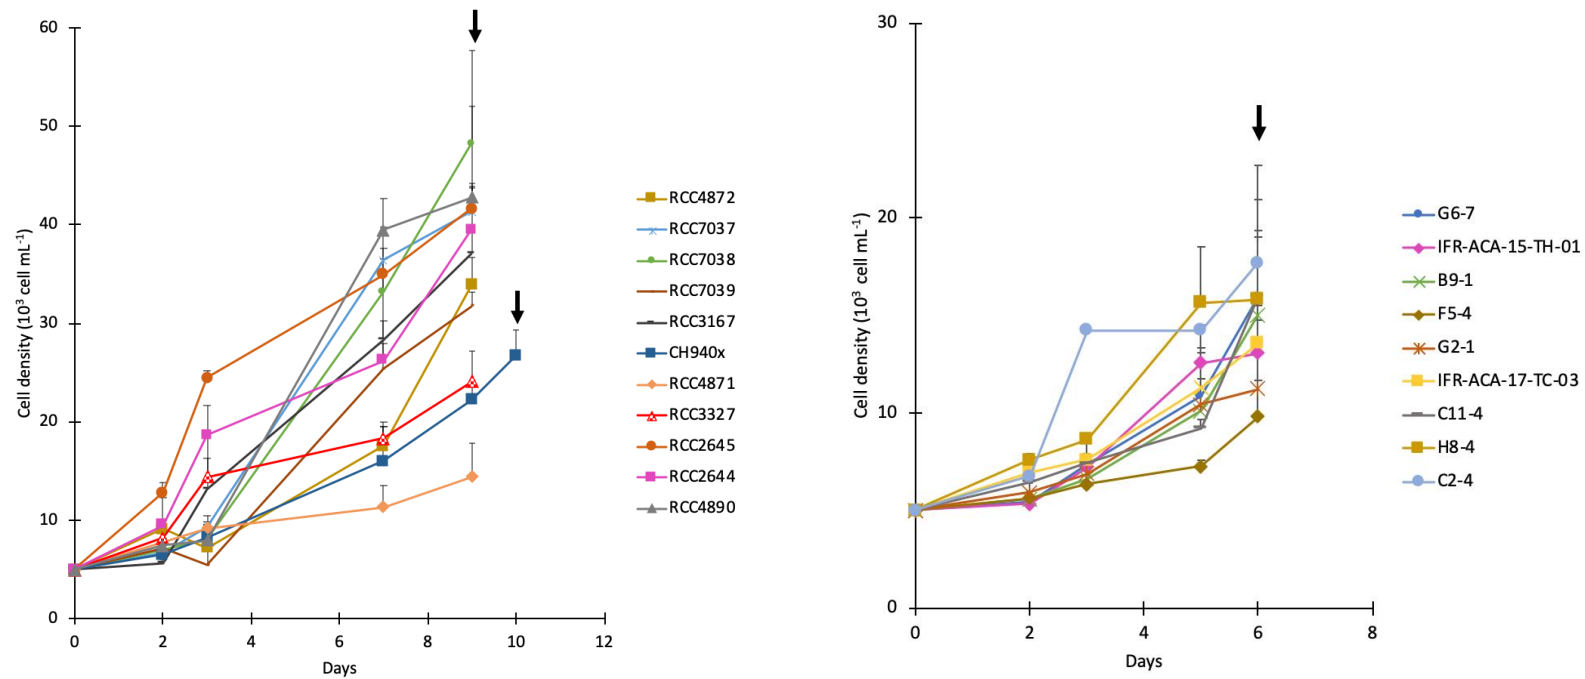 60
50
40
30
20
10
0
Cell density (10³ cell mL⁻¹)
0 2 4 6 8 10 12
Days
RCC4872
RCC7037
RCC7038
RCC7039
RCC3167
CH940x
RCC4871
RCC3327
RCC2645
RCC2644
RCC4890
30
20
10
0
Cell density (10³ cell mL⁻¹)
0 2 4 6 8
Days
G6-7
IFR-ACA-15-TH-01
B9-1
F5-4
G2-1
IFR-ACA-17-TC-03
C11-4
H8-4
C2-4